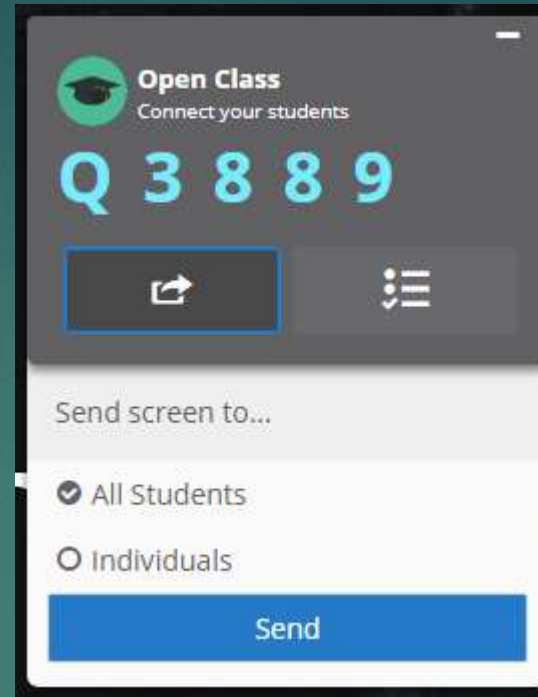 Open Class
Connect your students
Q 3 8 8 9
Send screen to...
All Students
Individuals
Send